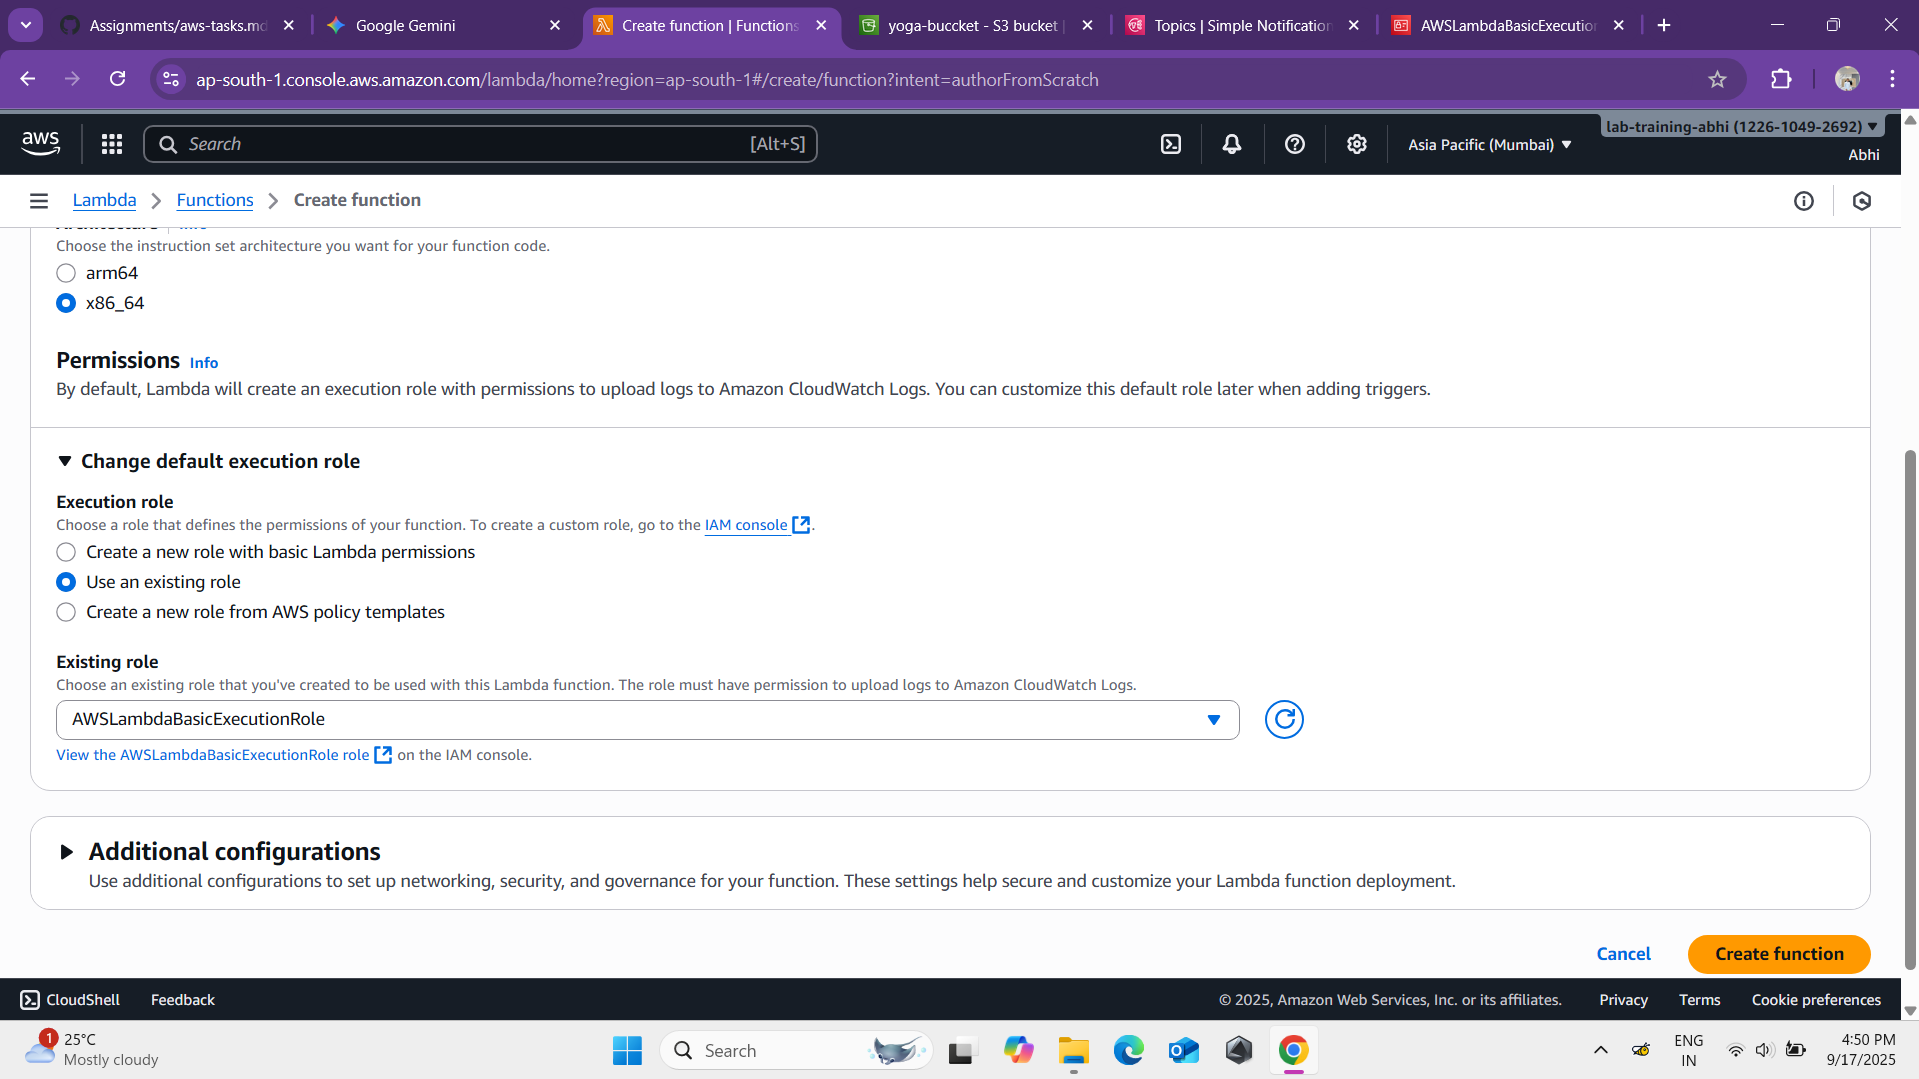 Assignments/aws-tasks.md
Google Gemini
Create function | Functions
yoga-buccket - S3 bucket |
Topics | Simple Notification
AWSLambdaBasicExecution
ap-south-1.console.aws.amazon.com/lambda/home?region=ap-south-1#/create/function?intent=authorFromScratch
aws
Search
[Alt+S]
Asia Pacific (Mumbai)
lab-training-abhi (1226-1049-2692)
Abhi
Lambda
Functions
Create function
Architecture
Info
Choose the instruction set architecture you want for your function code.
arm64
x86_64
Permissions Info
By default, Lambda will create an execution role with permissions to upload logs to Amazon CloudWatch Logs. You can customize this default role later when adding triggers.
Change default execution role
Execution role
Choose a role that defines the permissions of your function. To create a custom role, go to the IAM console.
Create a new role with basic Lambda permissions
Use an existing role
Create a new role from AWS policy templates
Existing role
Choose an existing role that you've created to be used with this Lambda function. The role must have permission to upload logs to Amazon CloudWatch Logs.
AWSLambdaBasicExecutionRole
View the AWSLambdaBasicExecutionRole role on the IAM console.
Additional configurations
Use additional configurations to set up networking, security, and governance for your function. These settings help secure and customize your Lambda function deployment.
Cancel
Create function
CloudShell
Feedback
© 2025, Amazon Web Services, Inc. or its affiliates.
Privacy
Terms
Cookie preferences
1
25°C
Mostly cloudy
Search
ENG
IN
4:50 PM
9/17/2025